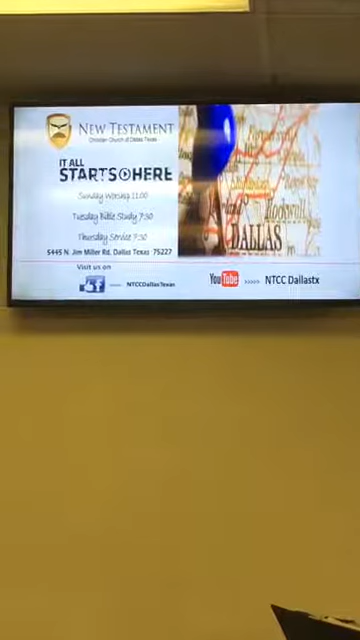 NEW TESTAMENT
Christian Church of Dallas Texas
IT ALL
STARTS HERE
Sunday Worship 11:00
Tuesday Bible Study 7:30
Thursday Service 7:30
5445 N. Jim Miller Rd. Dallas Texas 75227
Visit us on
f NTCCDallasTexas
YouTube >>>>> NTCC Dallastx
Rockwall
DALLAS